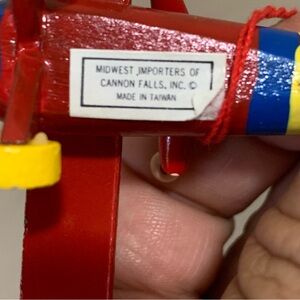 MIDWEST IMPORTERS OF
CANNON FALLS, INC. ©
MADE IN TAIWAN